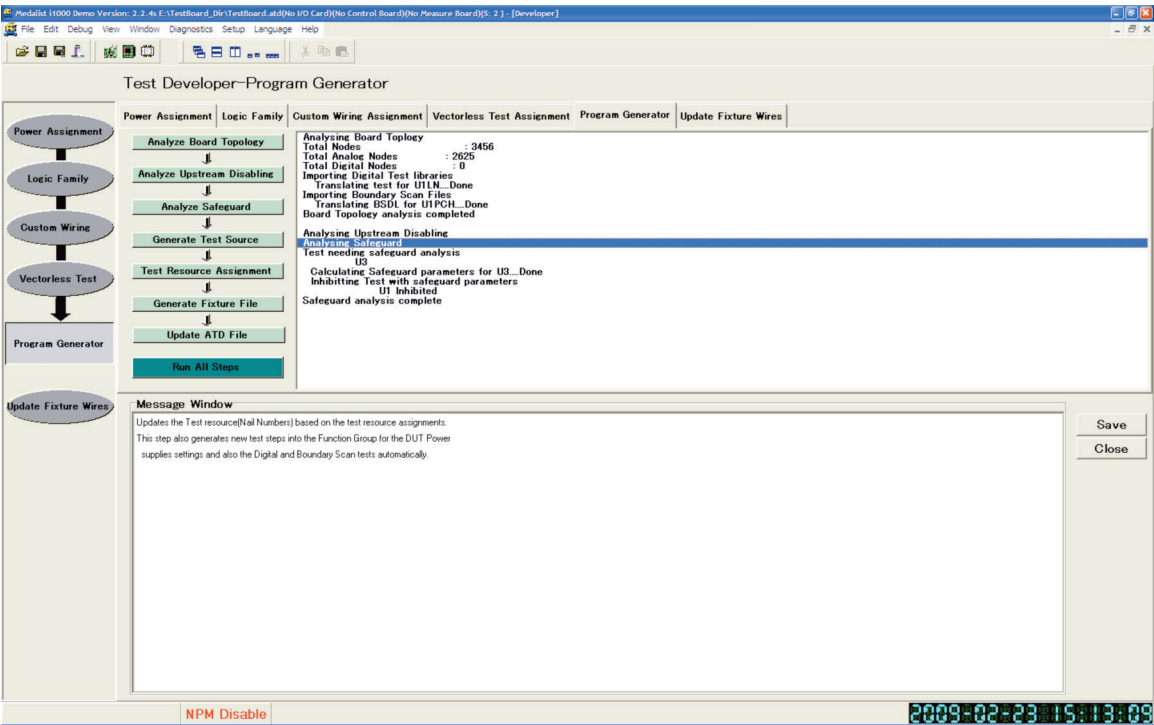 Medalist i1000 Demo Version: 2.2.4s E:\TestBoard_Dir\TestBoard.atd(No I/O Card)(No Control Board)(No Measure Board){S: 2 } - [Developer]
File Edit Debug View Window Diagnostics Setup Language Help
Test Developer-Program Generator
Power Assignment Logic Family Custom Wiring Assignment Vectorless Test Assignment Program Generator Update Fixture Wires
Power Assignment
Logic Family
Custom Wiring
Vectorless Test
Program Generator
Update Fixture Wires
Analyze Board Topology
Analyze Upstream Disabling
Analyze Safeguard
Generate Test Source
Test Resource Assignment
Generate Fixture File
Update ATD File
Run All Steps
Analysing Board Toplogy
Total Nodes : 3456
Total Analog Nodes : 2625
Total Digital Nodes : 0
Importing Digital Test libraries
Translating test for U1LN....Done
Importing Boundary Scan Files
Translating BSDL for U1PCH....Done
Board Topology analysis completed
Analysing Upstream Disabling
Analysing Safeguard
Test needing safeguard analysis
U3
Calculating Safeguard parameters for U3....Done
Inhibitting Test with safeguard parameters
U1 Inhibited
Safeguard analysis complete
Message Window
Updates the Test resource(Nail Numbers) based on the test resource assignments.
This step also generates new test steps into the Function Group for the DUT Power
supplies settings and also the Digital and Boundary Scan tests automatically.
Save
Close
NPM Disable